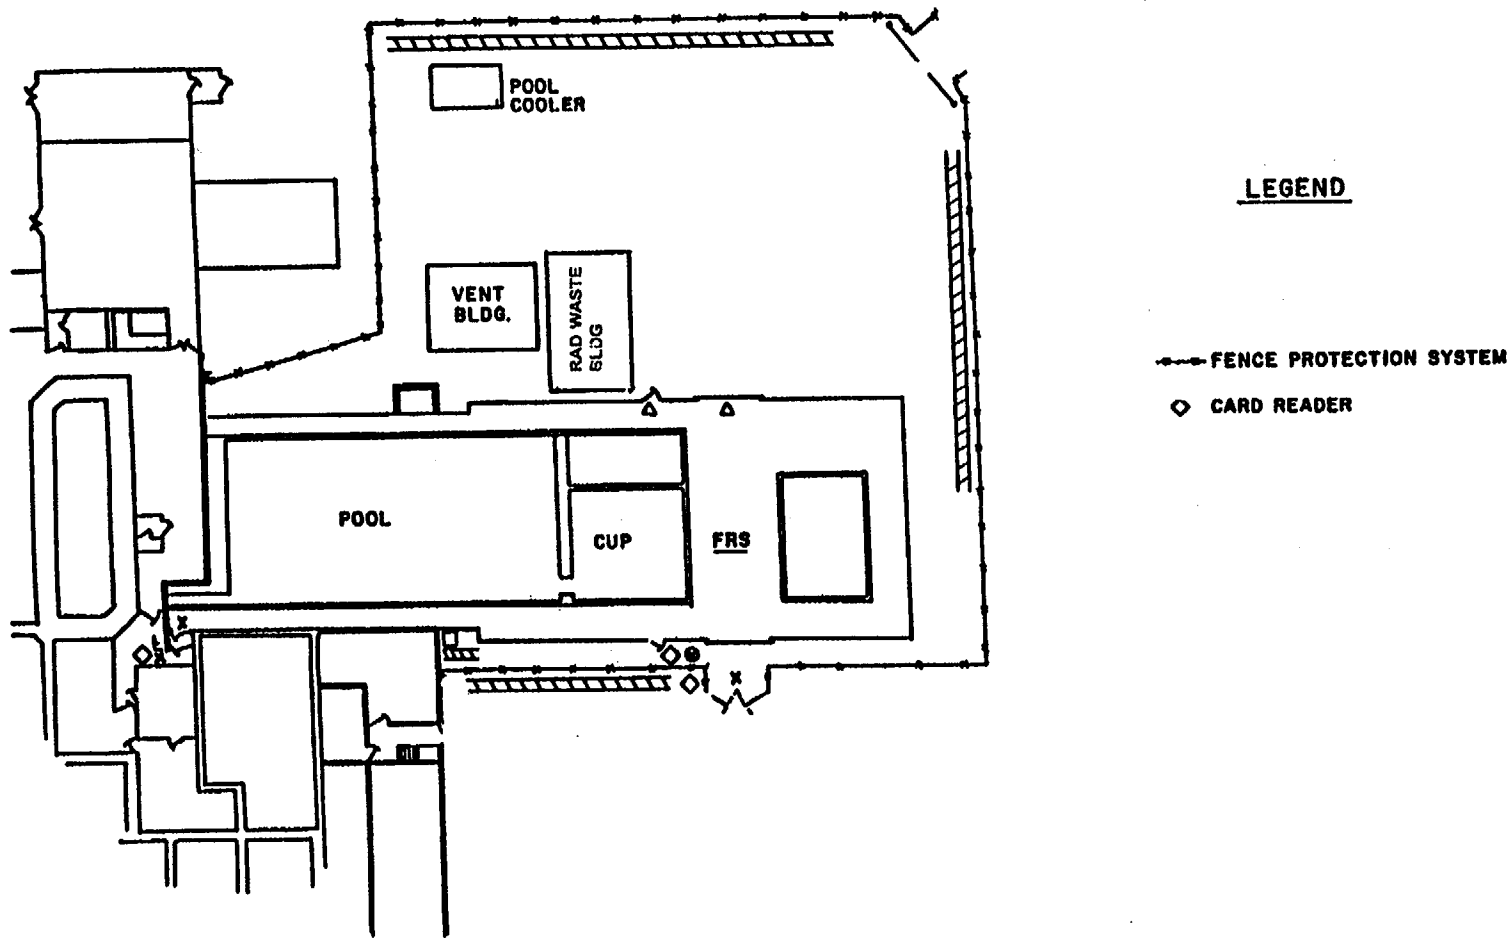 POOL
COOLER
LEGEND
VENT
BLDG.
RAD WASTE
BLDG
FENCE PROTECTION SYSTEM
CARD READER
POOL
CUP
FRS